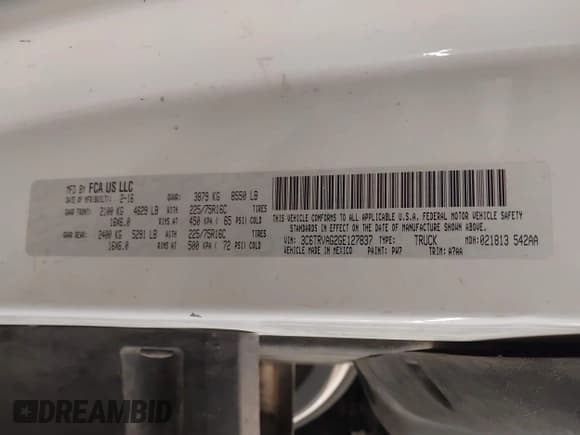 MFD BY FCA US LLC
DATE OF MFR/BUILT: 2-16 GVWR: 3879 KG 8550 LB
GAWR FRONT: 2100 KG 4629 LB WITH 225/75R16C TIRES
16X6.0 RIMS AT 450 KPA ( 65 PSI) COLD
GAWR REAR: 2400 KG 5291 LB WITH 225/75R16C TIRES
16X6.0 RIMS AT 500 KPA ( 72 PSI) COLD
THIS VEHICLE CONFORMS TO ALL APPLICABLE U.S.A. FEDERAL MOTOR VEHICLE SAFETY
STANDARDS IN EFFECT ON THE DATE OF MANUFACTURE SHOWN ABOVE.
VIN: 3C6TRVAG2GE127837 TYPE: TRUCK MDH: 021813 542AA
VEHICLE MADE IN MEXICO PAINT: PW7 TRIM: A7AA
DREAMBID